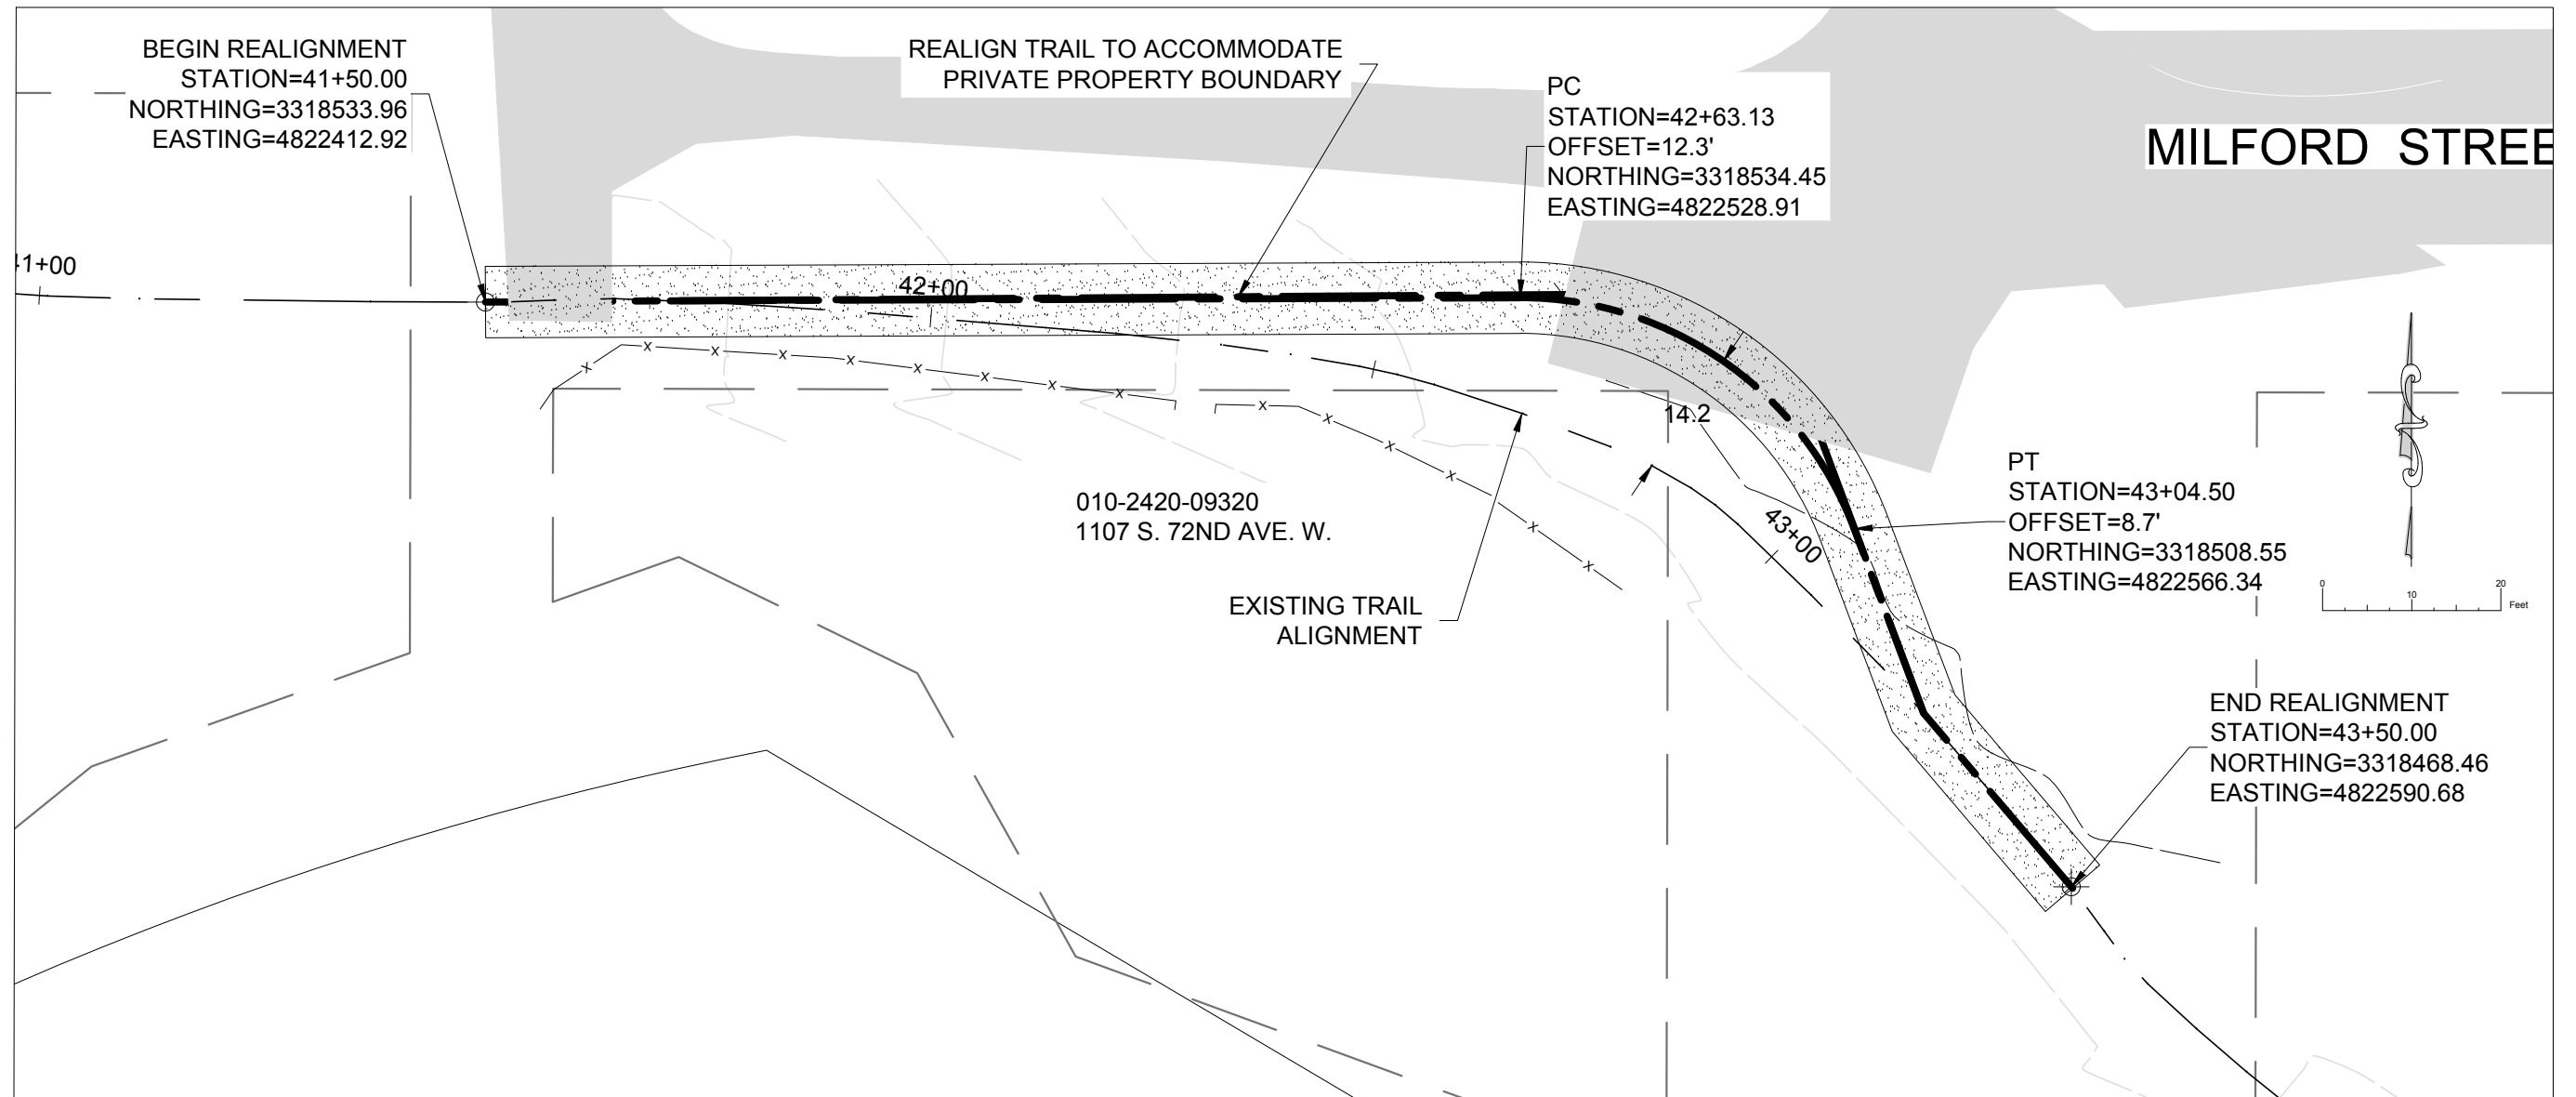 BEGIN REALIGNMENT
STATION=41+50.00
NORTHING=3318533.96
EASTING=4822412.92
REALIGN TRAIL TO ACCOMMODATE
PRIVATE PROPERTY BOUNDARY
PC
STATION=42+63.13
OFFSET=12.3'
NORTHING=3318534.45
EASTING=4822528.91
MILFORD STREE
41+00
42+00
14.2
43+00
010-2420-09320
1107 S. 72ND AVE. W.
EXISTING TRAIL
ALIGNMENT
PT
STATION=43+04.50
OFFSET=8.7'
NORTHING=3318508.55
EASTING=4822566.34
0
10
20
Feet
END REALIGNMENT
STATION=43+50.00
NORTHING=3318468.46
EASTING=4822590.68